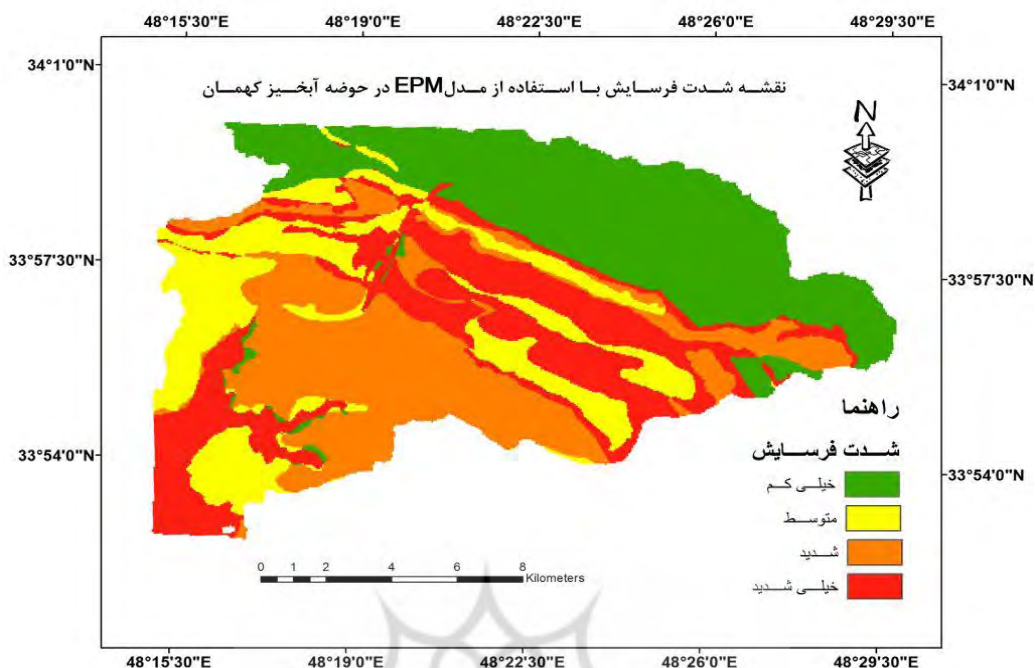 48°15'30"E 48°19'0"E 48°22'30"E 48°26'0"E 48°29'30"E
34°1'0"N 34°1'0"N
نقشه شدت فرسایش با استفاده از مدل EPM در حوضه آبخیز کهمان
N
33°57'30"N 33°57'30"N
راهنما
شدت فرسایش
33°54'0"N 33°54'0"N
خیلی کم
متوسط
شدید
خیلی شدید
0 1 2 4 6 8
Kilometers
48°15'30"E 48°19'0"E 48°22'30"E 48°26'0"E 48°29'30"E